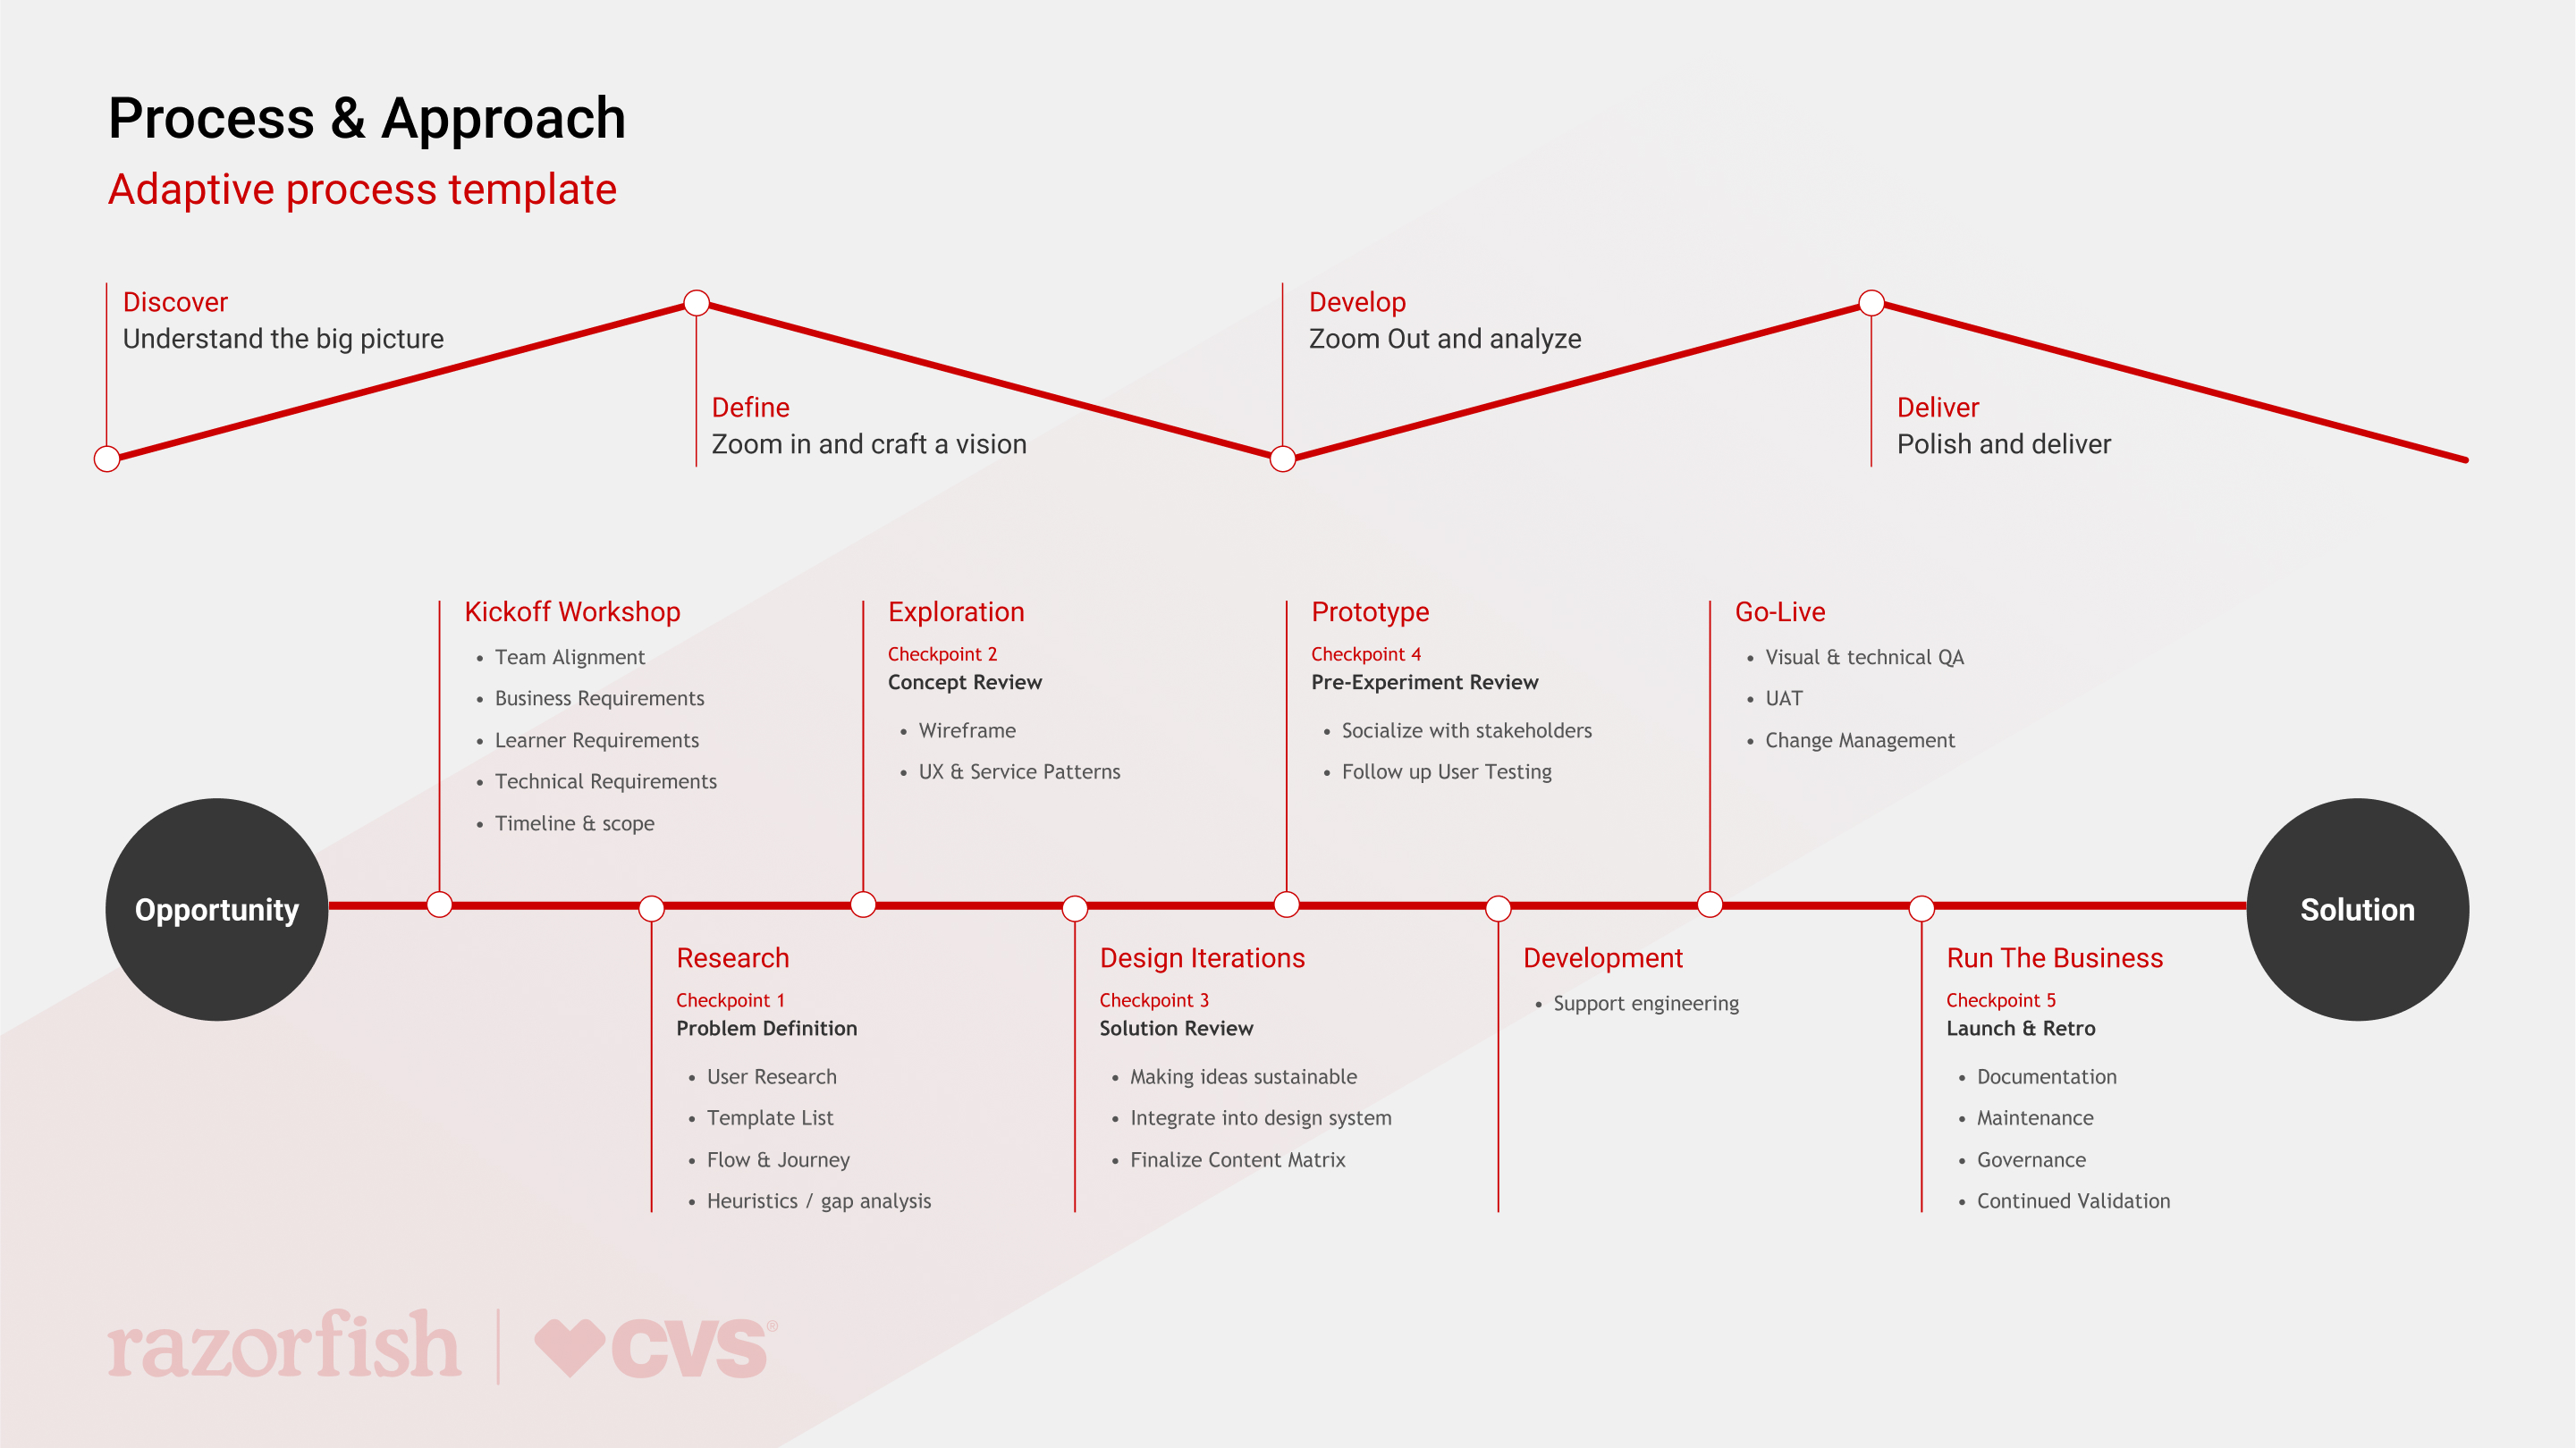 Process & Approach
Adaptive process template
Discover
Understand the big picture
Define
Zoom in and craft a vision
Develop
Zoom Out and analyze
Deliver
Polish and deliver
Opportunity
Kickoff Workshop
• Team Alignment
• Business Requirements
• Learner Requirements
• Technical Requirements
• Timeline & scope
Research
Checkpoint 1
Problem Definition
• User Research
• Template List
• Flow & Journey
• Heuristics / gap analysis
Exploration
Checkpoint 2
Concept Review
• Wireframe
• UX & Service Patterns
Design Iterations
Checkpoint 3
Solution Review
• Making ideas sustainable
• Integrate into design system
• Finalize Content Matrix
Prototype
Checkpoint 4
Pre-Experiment Review
• Socialize with stakeholders
• Follow up User Testing
Development
• Support engineering
Go-Live
• Visual & technical QA
• UAT
• Change Management
Run The Business
Checkpoint 5
Launch & Retro
• Documentation
• Maintenance
• Governance
• Continued Validation
Solution
razorfish
CVS®